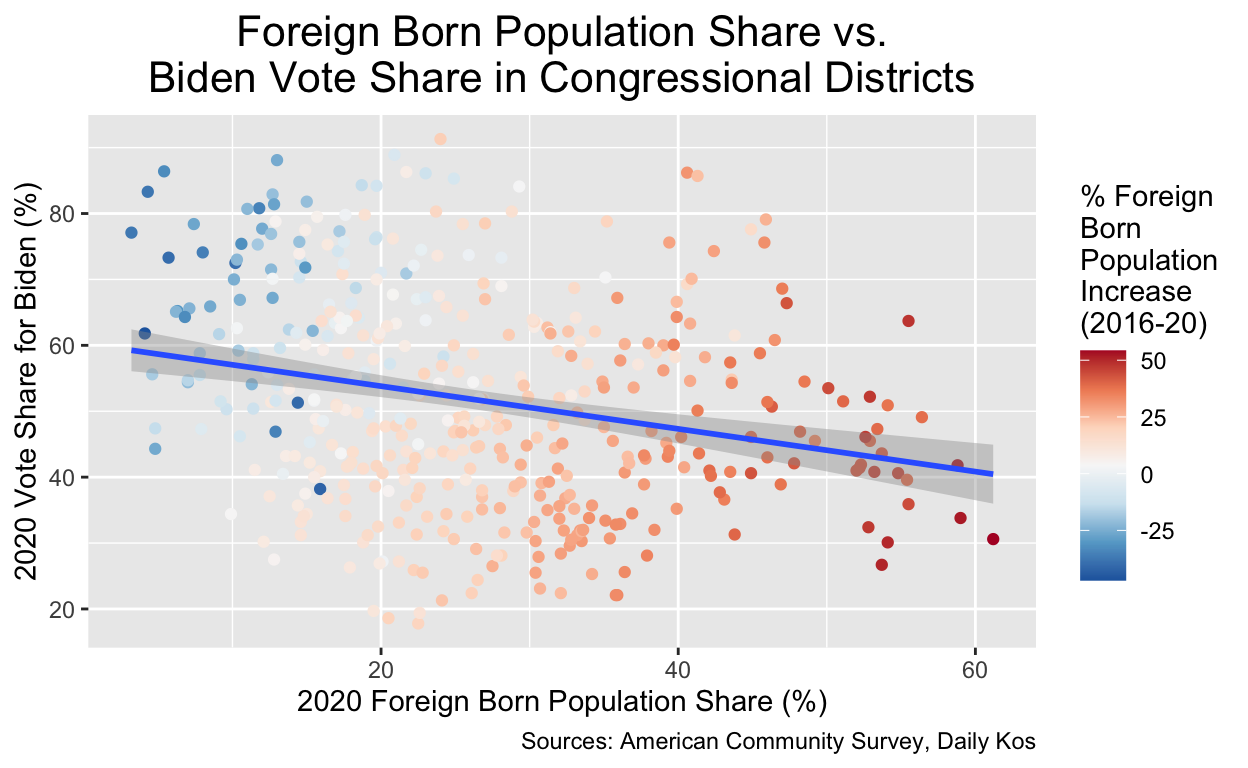 Foreign Born Population Share vs.
Biden Vote Share in Congressional Districts
2020 Vote Share for Biden (%)
80
60
40
20
20
40
60
2020 Foreign Born Population Share (%)
% Foreign
Born
Population
Increase
(2016-20)
50
25
0
-25
Sources: American Community Survey, Daily Kos